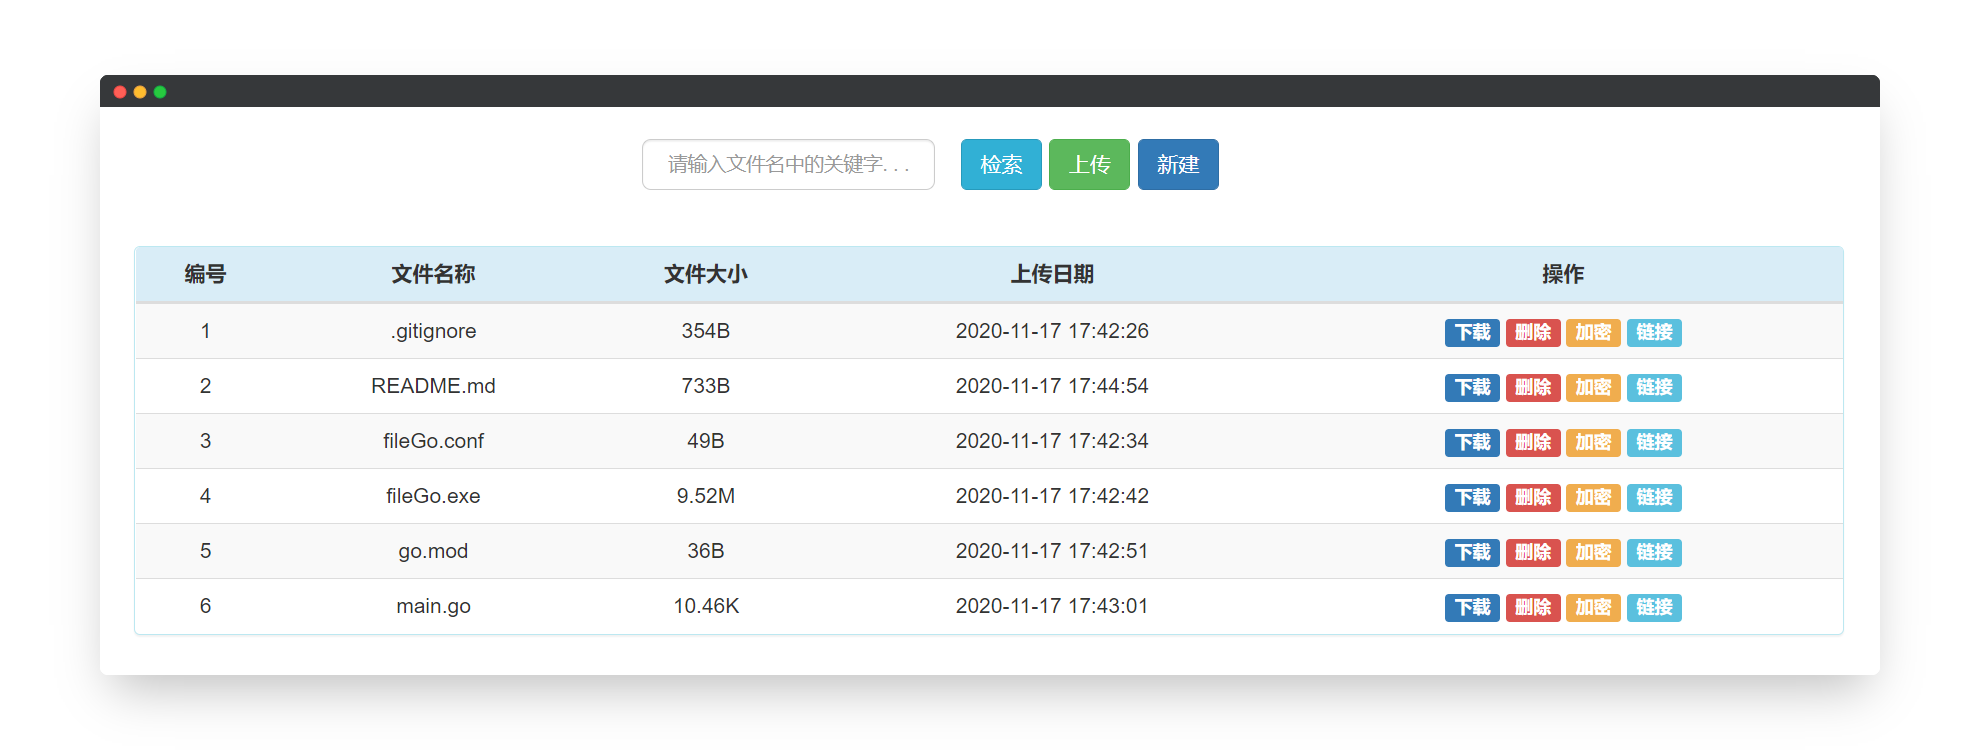 请输入文件名中的关键字... 检索 上传 新建
编号 文件名称 文件大小 上传日期 操作
1 .gitignore 354B 2020-11-17 17:42:26 下载 删除 加密 链接
2 README.md 733B 2020-11-17 17:44:54 下载 删除 加密 链接
3 fileGo.conf 49B 2020-11-17 17:42:34 下载 删除 加密 链接
4 fileGo.exe 9.52M 2020-11-17 17:42:42 下载 删除 加密 链接
5 go.mod 36B 2020-11-17 17:42:51 下载 删除 加密 链接
6 main.go 10.46K 2020-11-17 17:43:01 下载 删除 加密 链接